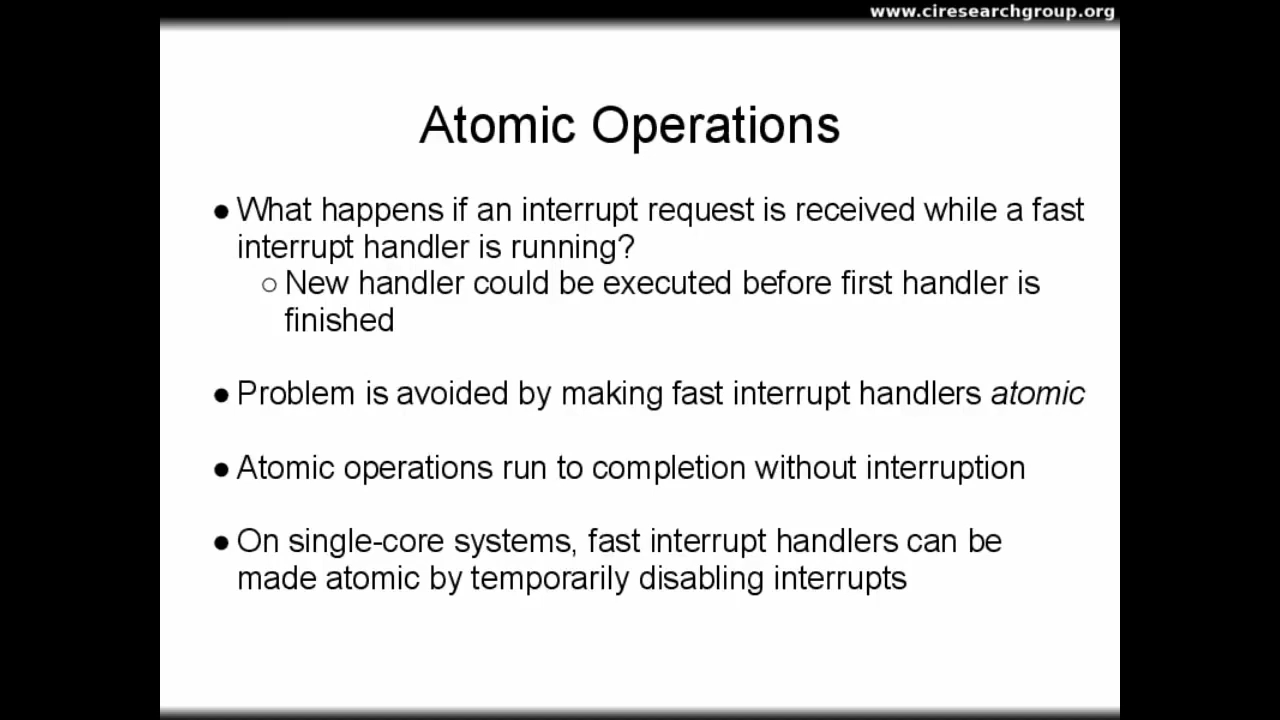 www.ciresearchgroup.org
Atomic Operations
● What happens if an interrupt request is received while a fast
interrupt handler is running?
○ New handler could be executed before first handler is
finished
● Problem is avoided by making fast interrupt handlers atomic
● Atomic operations run to completion without interruption
● On single-core systems, fast interrupt handlers can be
made atomic by temporarily disabling interrupts